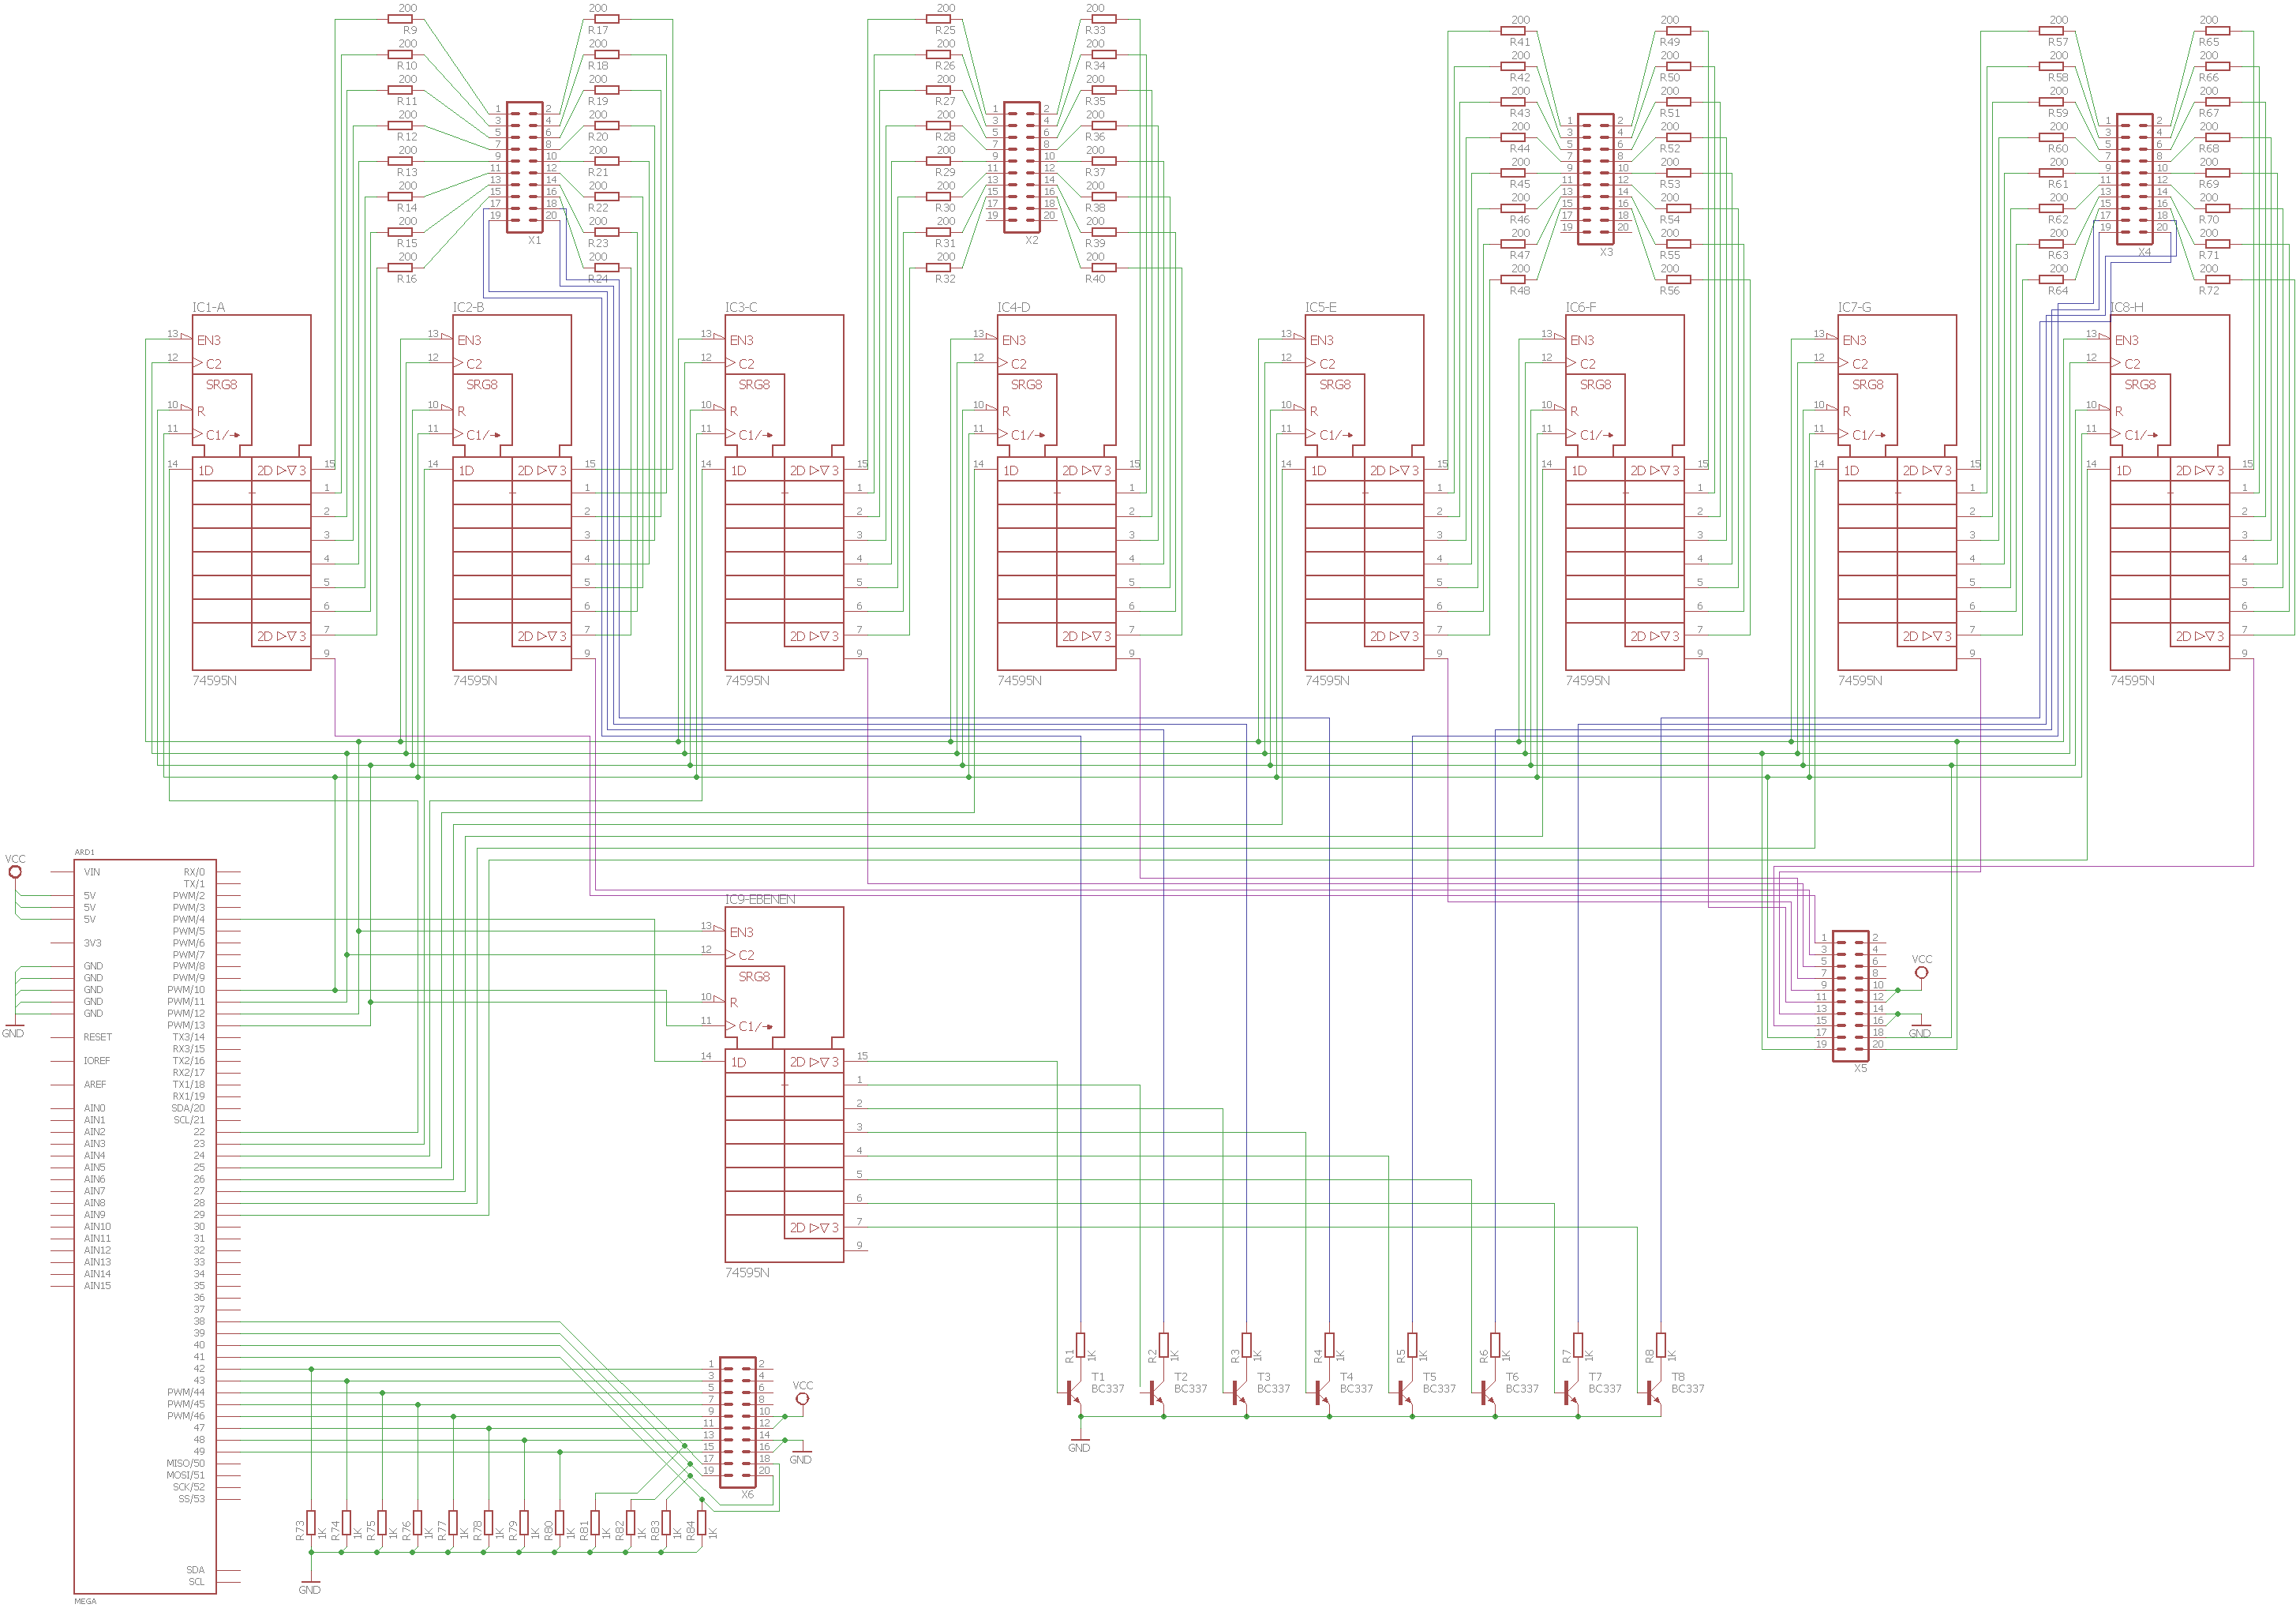 200 R9
200 R10
200 R11
200 R12
200 R13
200 R14
200 R15
200 R16
200 R17
200 R18
200 R19
200 R20
200 R21
200 R22
200 R23
200 R24
1 3 5 7 9 11 13 15 17 19
2 4 6 8 10 12 14 16 18 20
X1
200 R25
200 R26
200 R27
200 R28
200 R29
200 R30
200 R31
200 R32
200 R33
200 R34
200 R35
200 R36
200 R37
200 R38
200 R39
200 R40
1 3 5 7 9 11 13 15 17 19
2 4 6 8 10 12 14 16 18 20
X2
200 R41
200 R42
200 R43
200 R44
200 R45
200 R46
200 R47
200 R48
200 R49
200 R50
200 R51
200 R52
200 R53
200 R54
200 R55
200 R56
1 3 5 7 9 11 13 15 17 19
2 4 6 8 10 12 14 16 18 20
X3
200 R57
200 R58
200 R59
200 R60
200 R61
200 R62
200 R63
200 R64
200 R65
200 R66
200 R67
200 R68
200 R69
200 R70
200 R71
200 R72
1 3 5 7 9 11 13 15 17 19
2 4 6 8 10 12 14 16 18 20
X4
IC1-A
13 EN3
12 C2
SRG8
10 R
11 C1/
14 1D 2D 3 15
1
2
3
4
5
6
2D 3 7
9
74595N
IC2-B
13 EN3
12 C2
SRG8
10 R
11 C1/
14 1D 2D 3 15
1
2
3
4
5
6
2D 3 7
9
74595N
IC3-C
13 EN3
12 C2
SRG8
10 R
11 C1/
14 1D 2D 3 15
1
2
3
4
5
6
2D 3 7
9
74595N
IC4-D
13 EN3
12 C2
SRG8
10 R
11 C1/
14 1D 2D 3 15
1
2
3
4
5
6
2D 3 7
9
74595N
IC5-E
13 EN3
12 C2
SRG8
10 R
11 C1/
14 1D 2D 3 15
1
2
3
4
5
6
2D 3 7
9
74595N
IC6-F
13 EN3
12 C2
SRG8
10 R
11 C1/
14 1D 2D 3 15
1
2
3
4
5
6
2D 3 7
9
74595N
IC7-G
13 EN3
12 C2
SRG8
10 R
11 C1/
14 1D 2D 3 15
1
2
3
4
5
6
2D 3 7
9
74595N
IC8-H
13 EN3
12 C2
SRG8
10 R
11 C1/
14 1D 2D 3 15
1
2
3
4
5
6
2D 3 7
9
74595N
VCC
GND
ARD1
VIN
5V
5V
5V
3V3
GND
GND
GND
GND
GND
RESET
IOREF
AREF
AIN0
AIN1
AIN2
AIN3
AIN4
AIN5
AIN6
AIN7
AIN8
AIN9
AIN10
AIN11
AIN12
AIN13
AIN14
AIN15
RX/0
TX/1
PWM/2
PWM/3
PWM/4
PWM/5
PWM/6
PWM/7
PWM/8
PWM/9
PWM/10
PWM/11
PWM/12
PWM/13
TX3/14
RX3/15
TX2/16
RX2/17
TX1/18
RX1/19
SDA/20
SCL/21
22
23
24
25
26
27
28
29
30
31
32
33
34
35
36
37
38
39
40
41
42
43
PWM/44
PWM/45
PWM/46
47
48
49
MISO/50
MOSI/51
SCK/52
SS/53
SDA
SCL
MEGA
IC9-EBENEN
13 EN3
12 C2
SRG8
10 R
11 C1/
14 1D 2D 3 15
1
2
3
4
5
6
2D 3 7
9
74595N
1 3 5 7 9 11 13 15 17 19
2 4 6 8 10 12 14 16 18 20
X5
VCC
GND
R1 1K
R2 1K
R3 1K
R4 1K
R5 1K
R6 1K
R7 1K
R8 1K
T1 BC337
T2 BC337
T3 BC337
T4 BC337
T5 BC337
T6 BC337
T7 BC337
T8 BC337
GND
1 3 5 7 9 11 13 15 17 19
2 4 6 8 10 12 14 16 18 20
X6
VCC
GND
R73 1K
R74 1K
R75 1K
R76 1K
R77 1K
R78 1K
R79 1K
R80 1K
R81 1K
R82 1K
R83 1K
R84 1K
GND